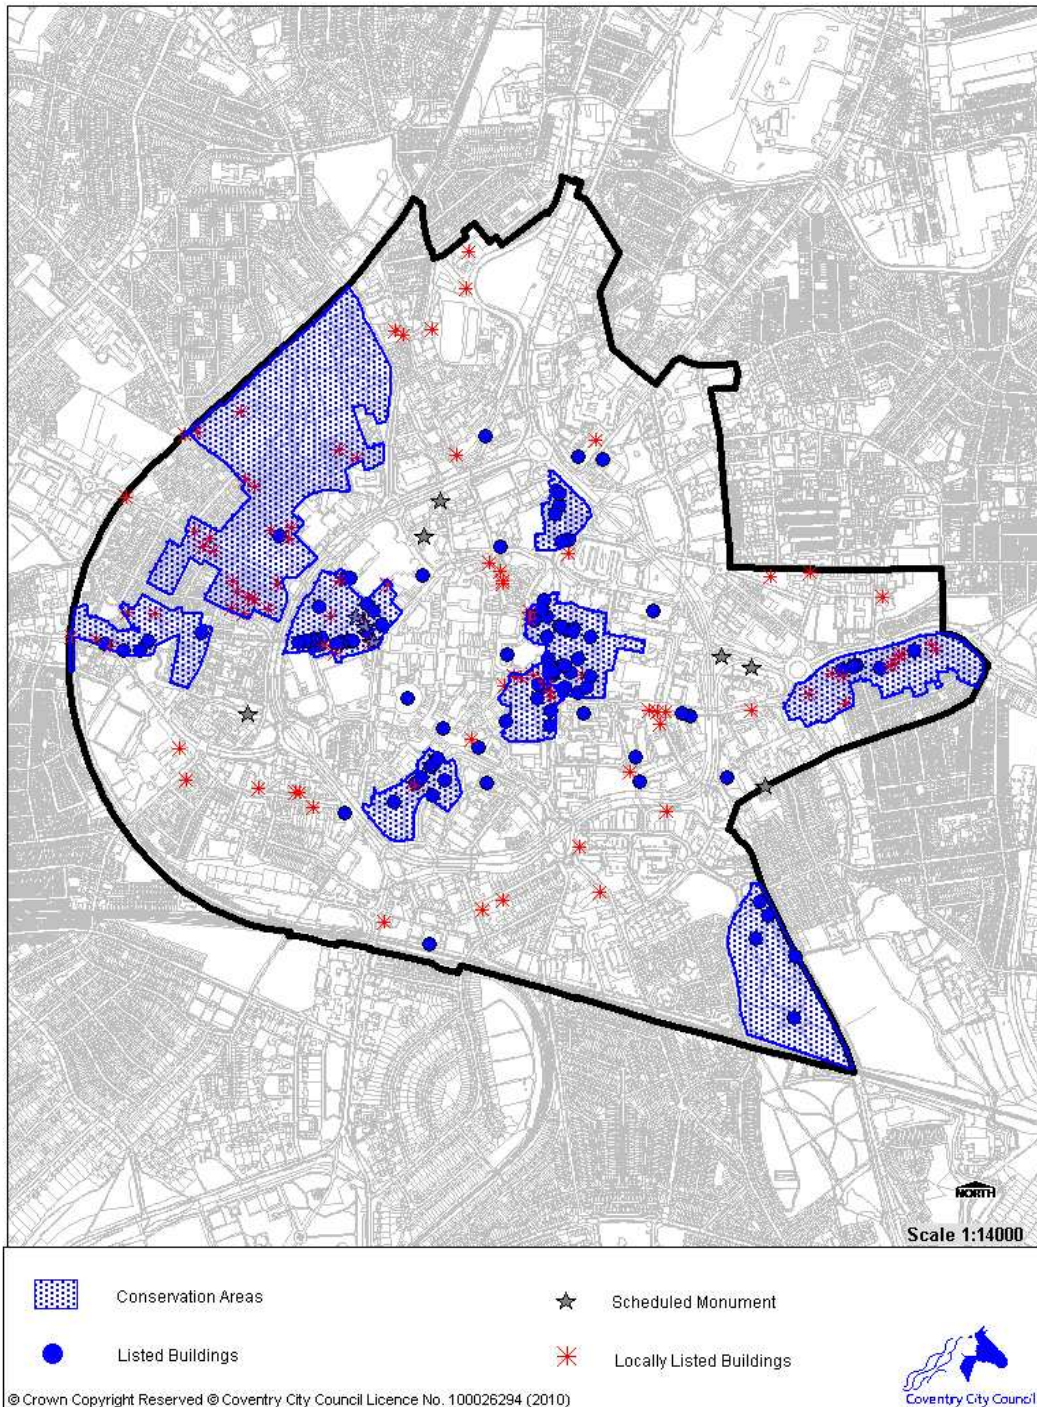 NORTH
Scale 1:14000
Conservation Areas
Scheduled Monument
Listed Buildings
Locally Listed Buildings
Coventry City Council
© Crown Copyright Reserved © Coventry City Council Licence No. 100026294 (2010)